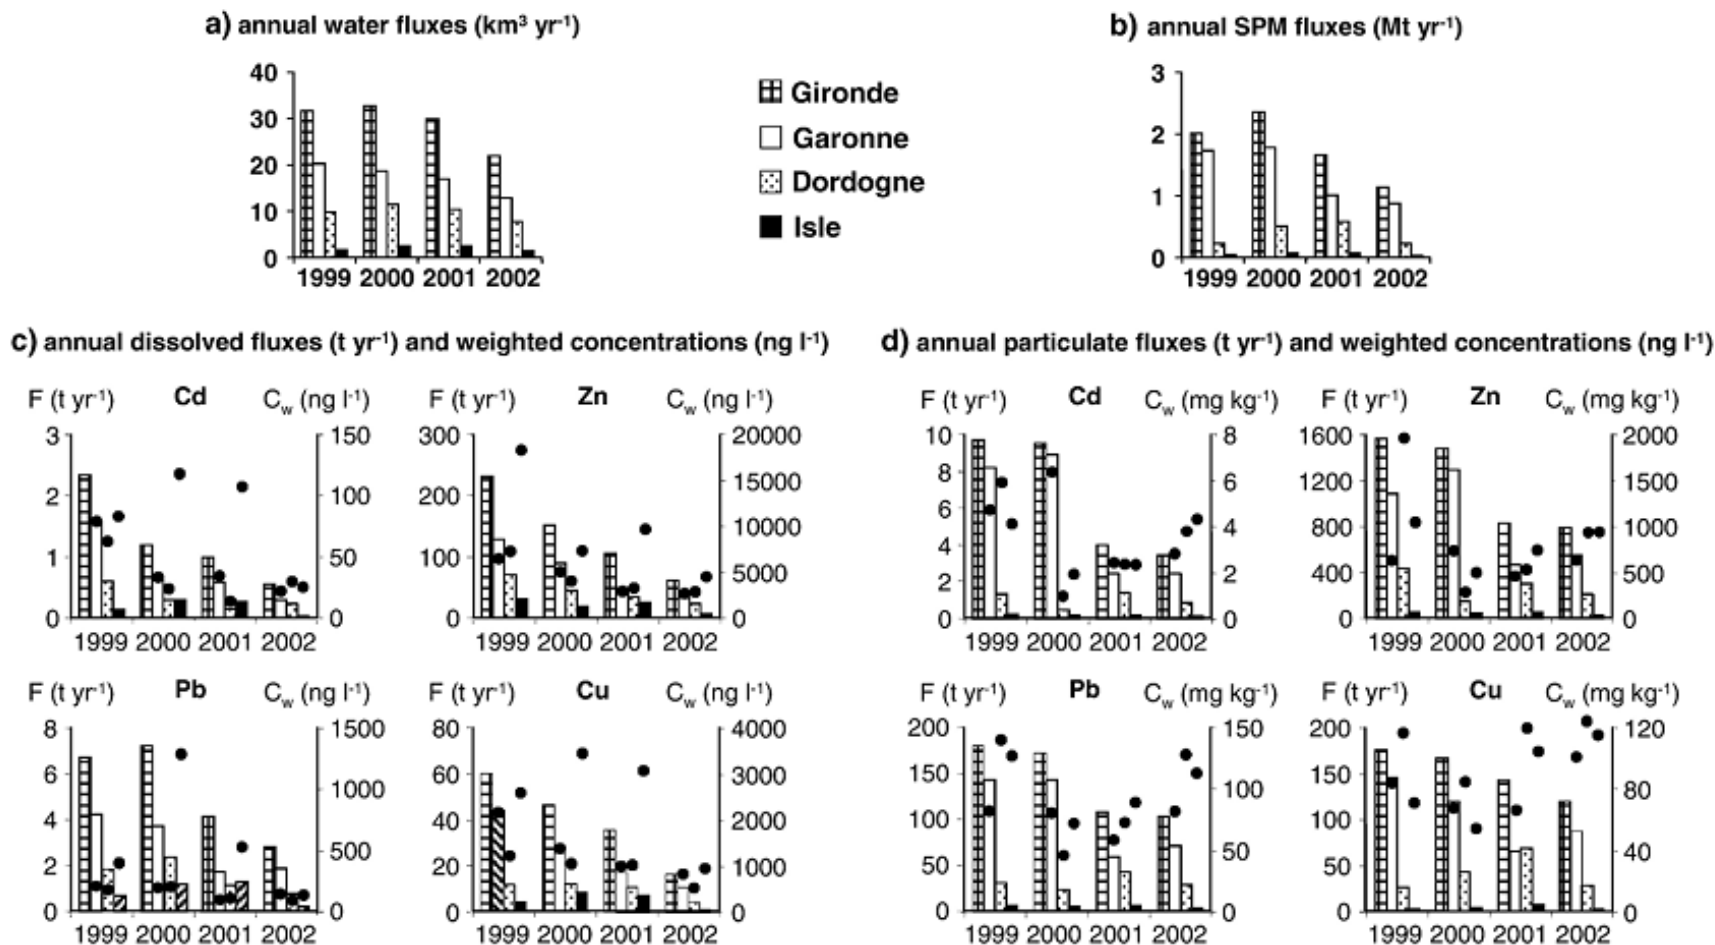 a) annual water fluxes (km³ yr⁻¹)
b) annual SPM fluxes (Mt yr⁻¹)
40
30
20
10
0
1999 2000 2001 2002
Gironde
Garonne
Dordogne
Isle
3
2
1
0
1999 2000 2001 2002
c) annual dissolved fluxes (t yr⁻¹) and weighted concentrations (ng l⁻¹)
d) annual particulate fluxes (t yr⁻¹) and weighted concentrations (ng l⁻¹)
F (t yr⁻¹) Cd C_w (ng l⁻¹)
3 150
2 100
1 50
0 0
1999 2000 2001 2002
F (t yr⁻¹) Zn C_w (ng l⁻¹)
300 20000
15000
200
10000
100
5000
0 0
1999 2000 2001 2002
F (t yr⁻¹) Cd C_w (mg kg⁻¹)
10 8
8
6
6
4
4
2
2
0 0
1999 2000 2001 2002
F (t yr⁻¹) Zn C_w (mg kg⁻¹)
1600 2000
1200 1500
800 1000
400 500
0 0
1999 2000 2001 2002
F (t yr⁻¹) Pb C_w (ng l⁻¹)
8 1500
6
1000
4
500
2
0 0
1999 2000 2001 2002
F (t yr⁻¹) Cu C_w (ng l⁻¹)
80 4000
60 3000
40 2000
20 1000
0 0
1999 2000 2001 2002
F (t yr⁻¹) Pb C_w (mg kg⁻¹)
200 150
150
100
100
50
50
0 0
1999 2000 2001 2002
F (t yr⁻¹) Cu C_w (mg kg⁻¹)
200 120
150
80
100
40
50
0 0
1999 2000 2001 2002